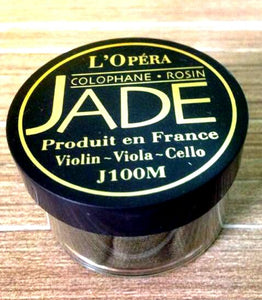 L'OPÉRA
COLOPHANE • ROSIN
JADE
Produit en France
Violin~Viola~Cello
J100M